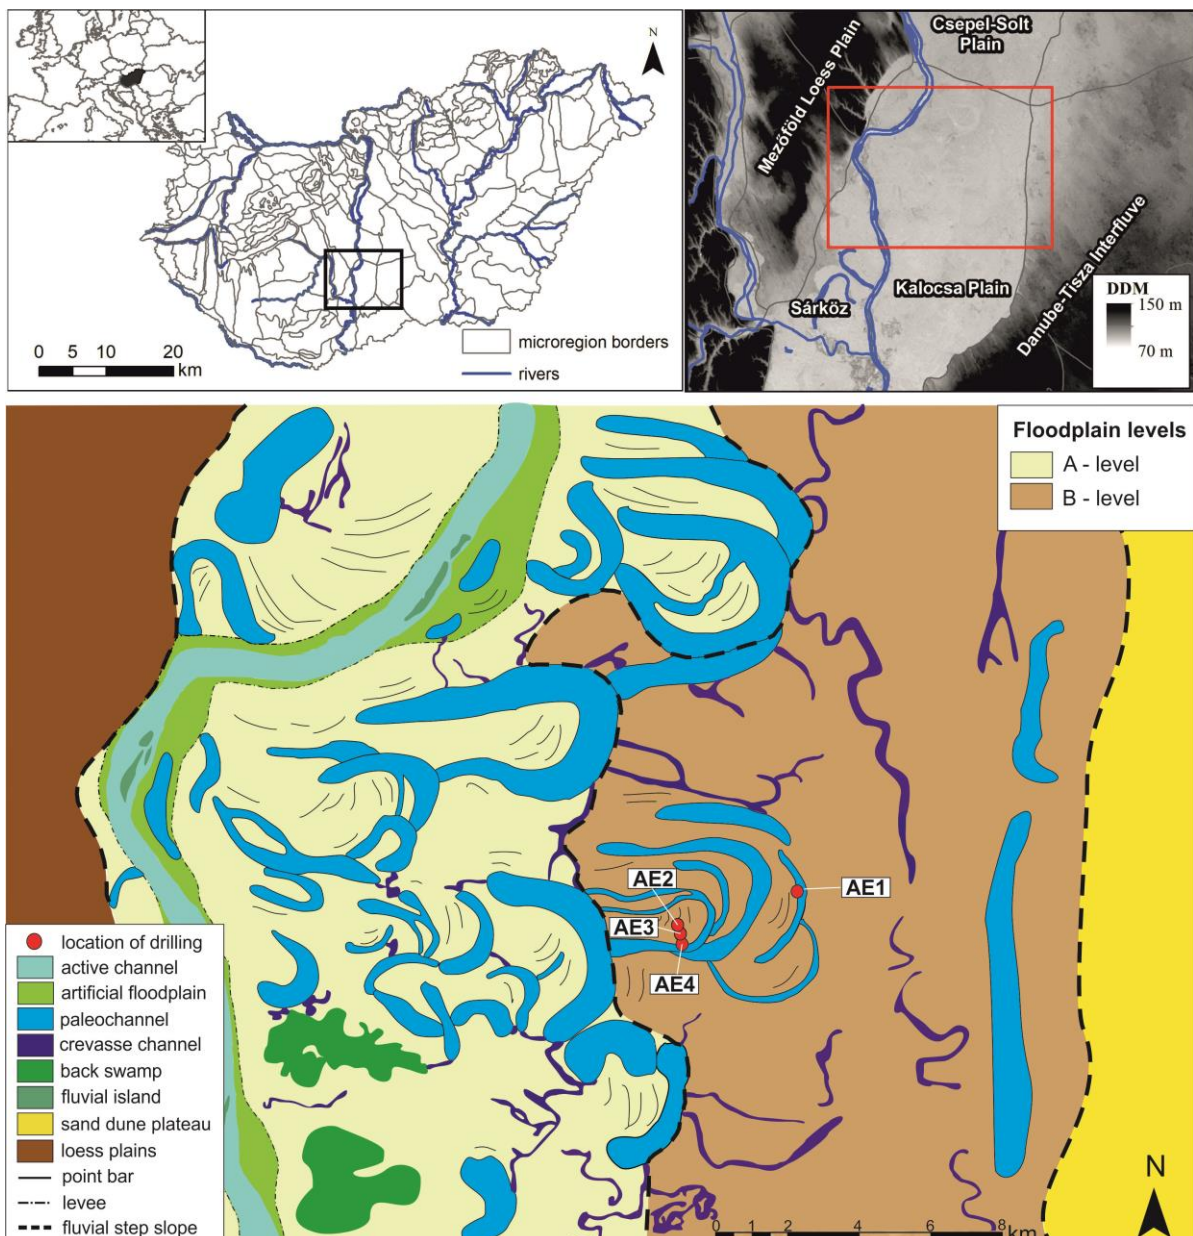 N
0 5 10 20
km
microregion borders
rivers
Csepel-Solt
Plain
Mezőföld Loess Plain
Kalocsa Plain
Sárköz
Danube-Tisza Interfluve
DDM
150 m
70 m
Floodplain levels
A - level
B - level
AE1
AE2
AE3
AE4
location of drilling
active channel
artificial floodplain
paleochannel
crevasse channel
back swamp
fluvial island
sand dune plateau
loess plains
point bar
levee
fluvial step slope
N
0 1 2 4 6 8
km